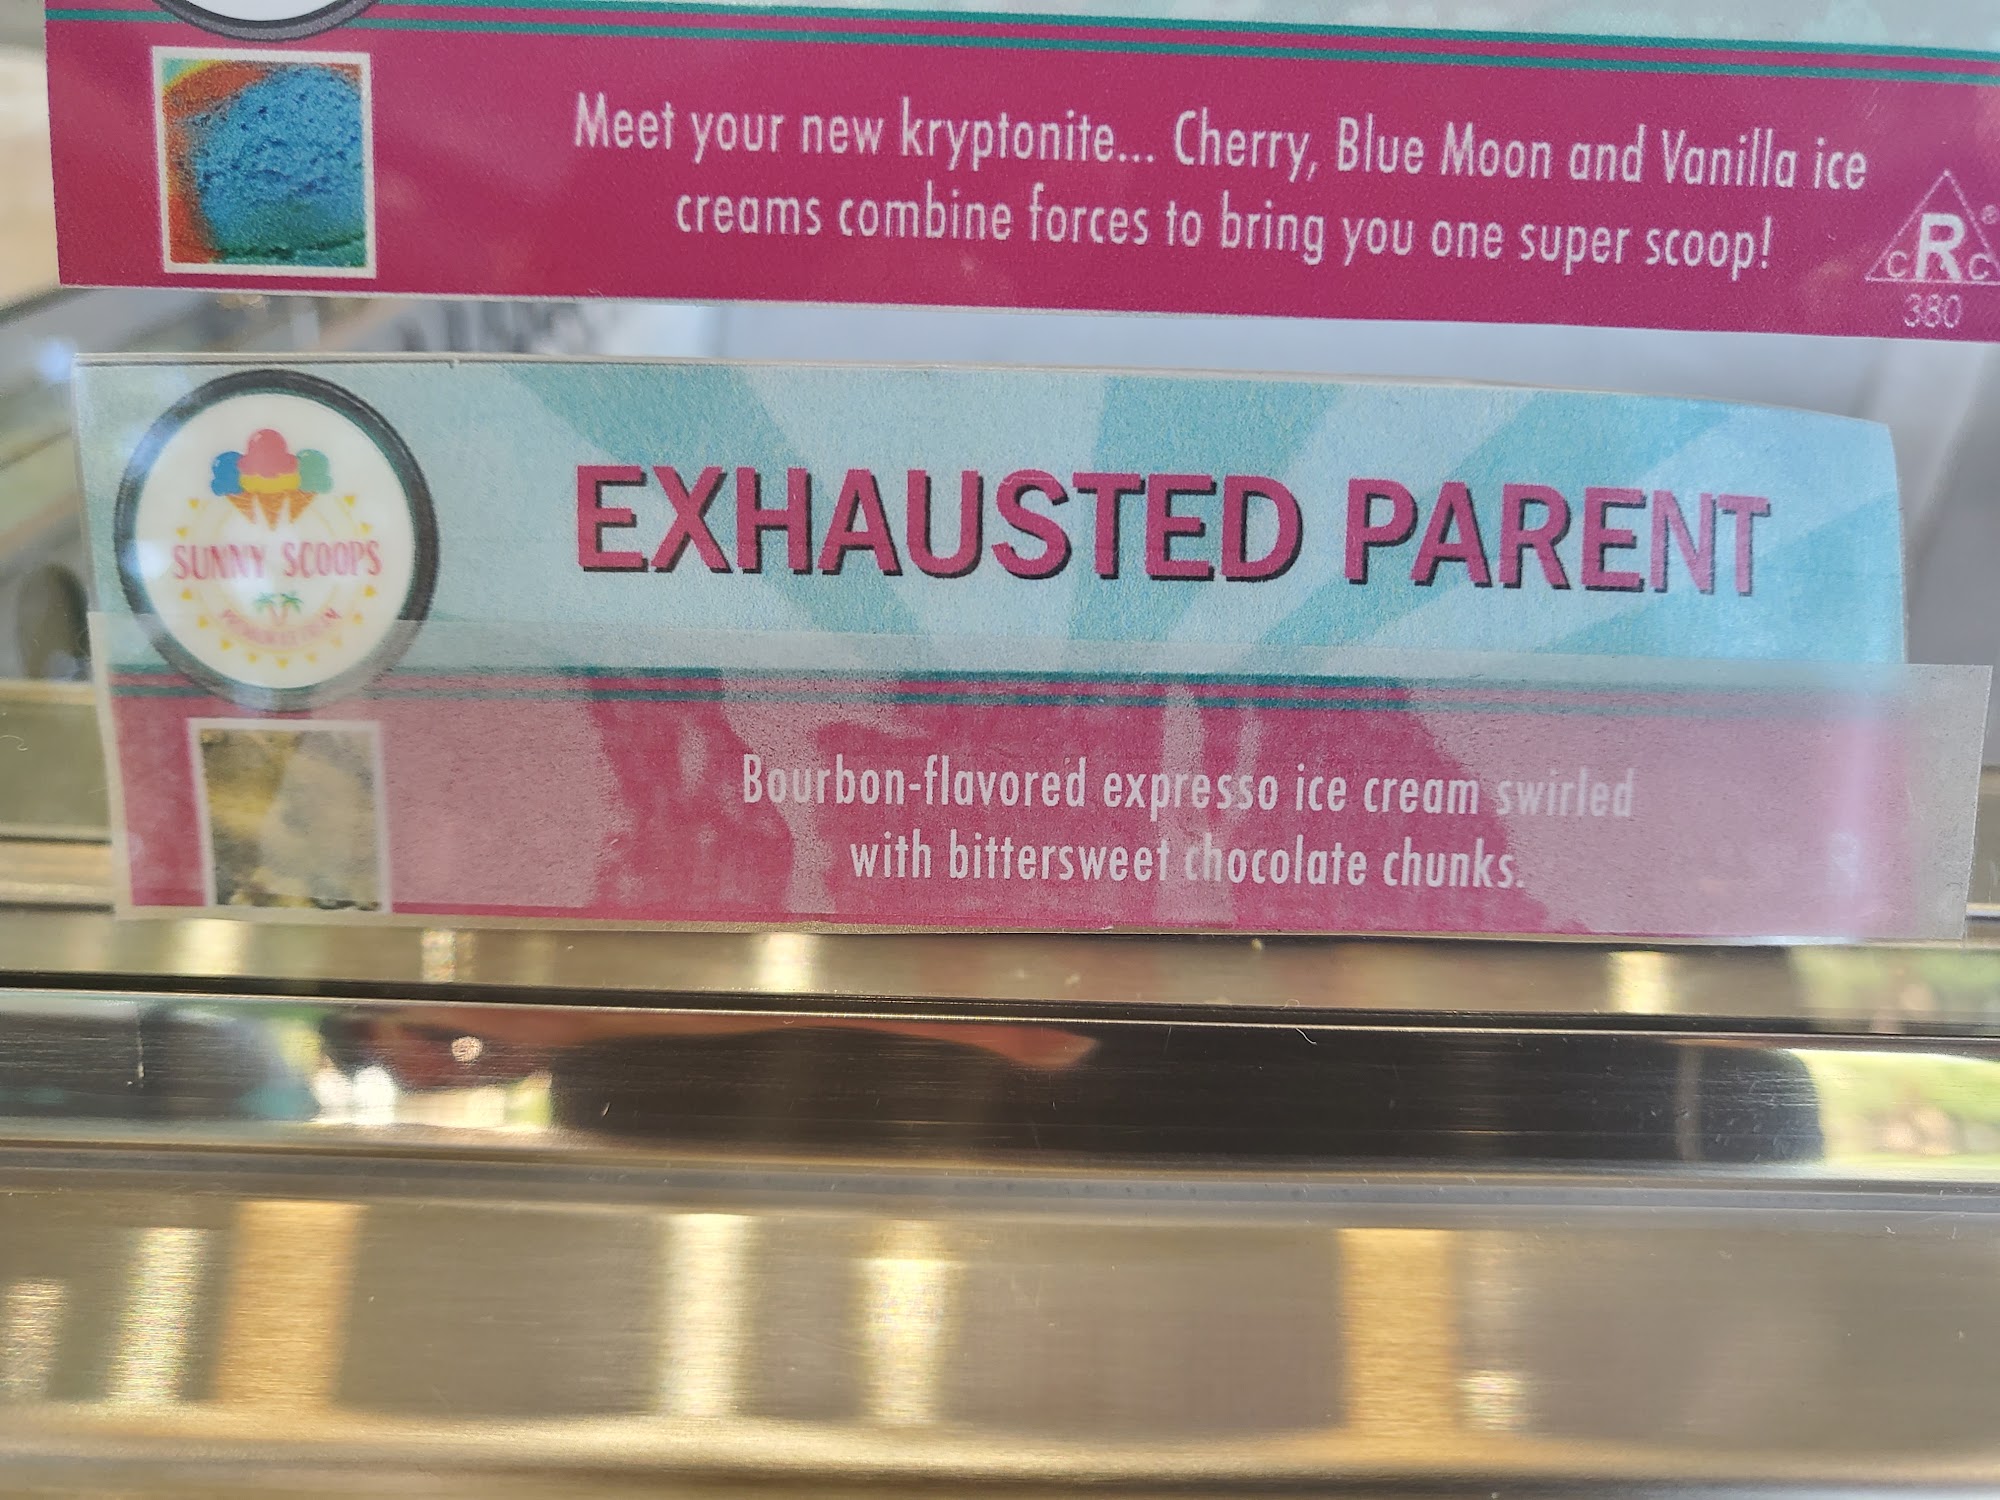 Meet your new kryptonite... Cherry, Blue Moon and Vanilla ice
creams combine forces to bring you one super scoop!
R
C C
®
380
SUNNY SCOOPS
EXHAUSTED PARENT
Bourbon-flavored expresso ice cream swirled
with bittersweet chocolate chunks.